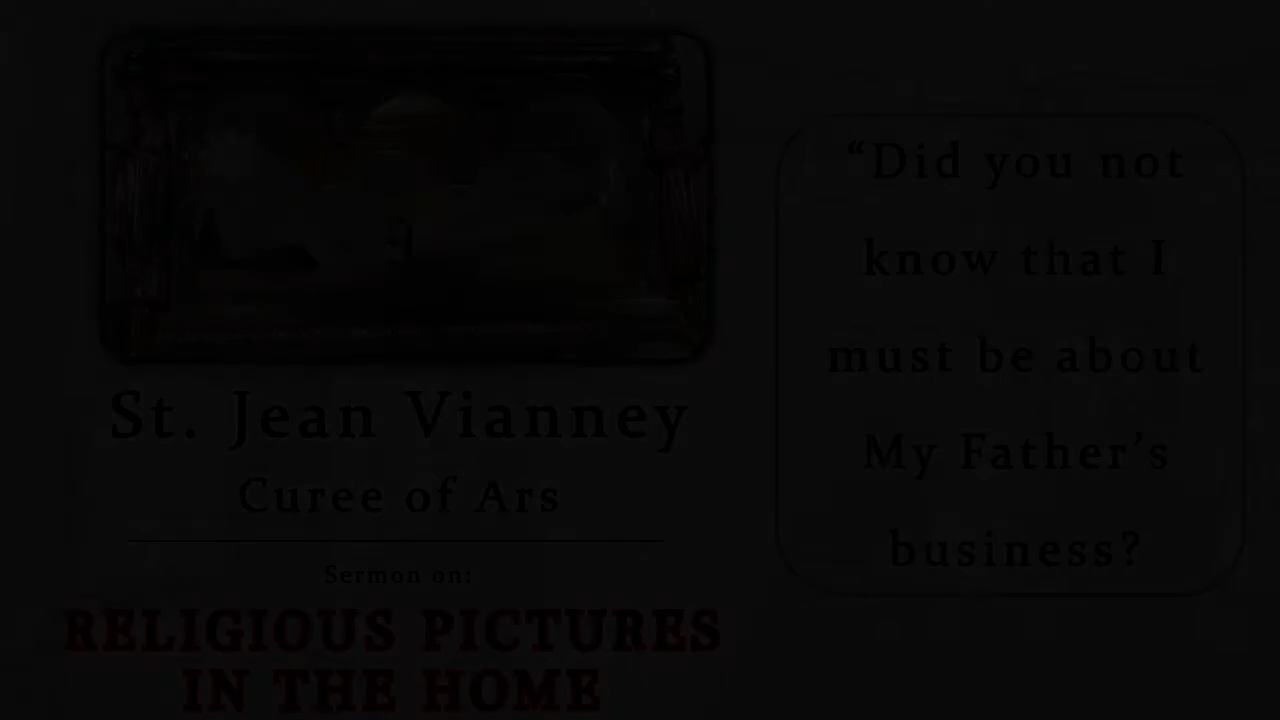 St. Jean Vianney
Curee of Ars
Sermon on:
RELIGIOUS PICTURES
IN THE HOME
“Did you not
know that I
must be about
My Father’s
business?